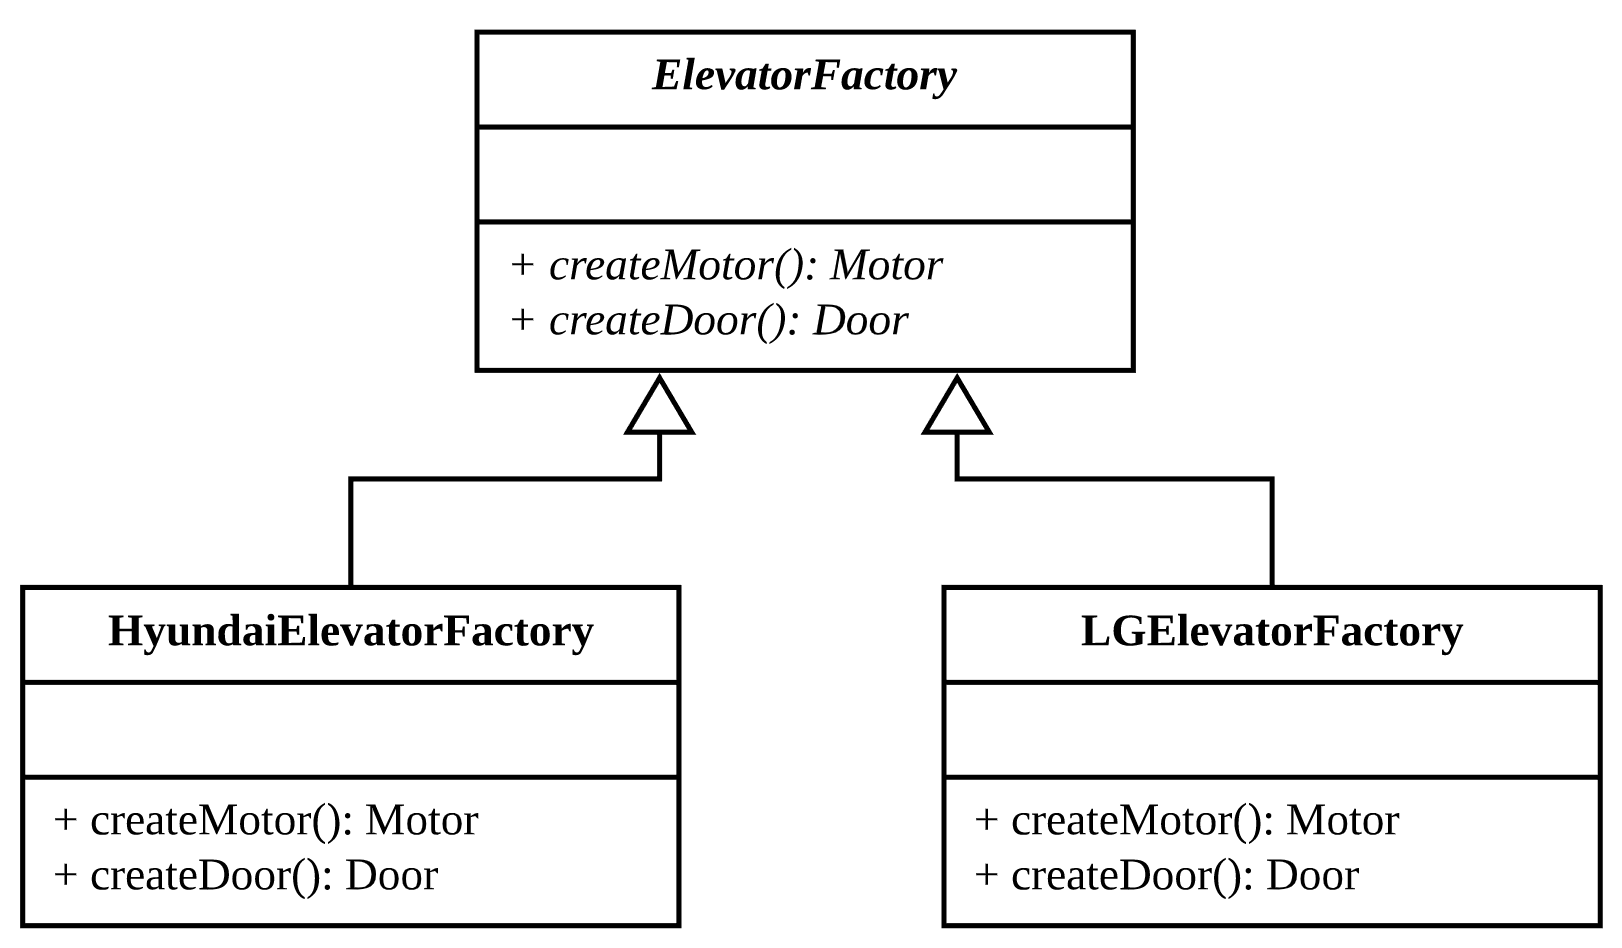 ElevatorFactory
+ createMotor(): Motor
+ createDoor(): Door
HyundaiElevatorFactory
+ createMotor(): Motor
+ createDoor(): Door
LGElevatorFactory
+ createMotor(): Motor
+ createDoor(): Door